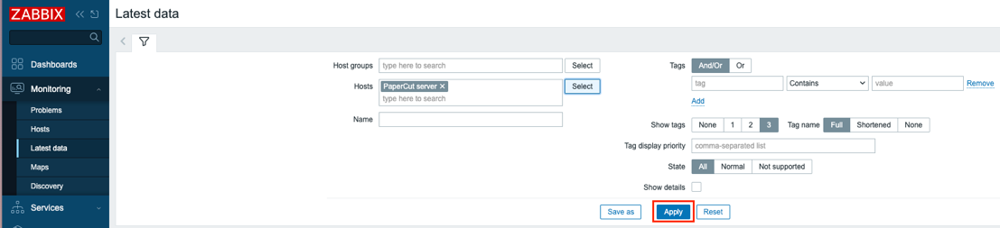 ZABBIX
Latest data
Dashboards
Monitoring
Problems
Hosts
Latest data
Maps
Discovery
Services
Host groups type here to search Select
Hosts PaperCut server Select
type here to search
Name
Tags And/Or Or
tag Contains value Remove
Add
Show tags None 1 2 3 Tag name Full Shortened None
Tag display priority comma-separated list
State All Normal Not supported
Show details
Save as Apply Reset